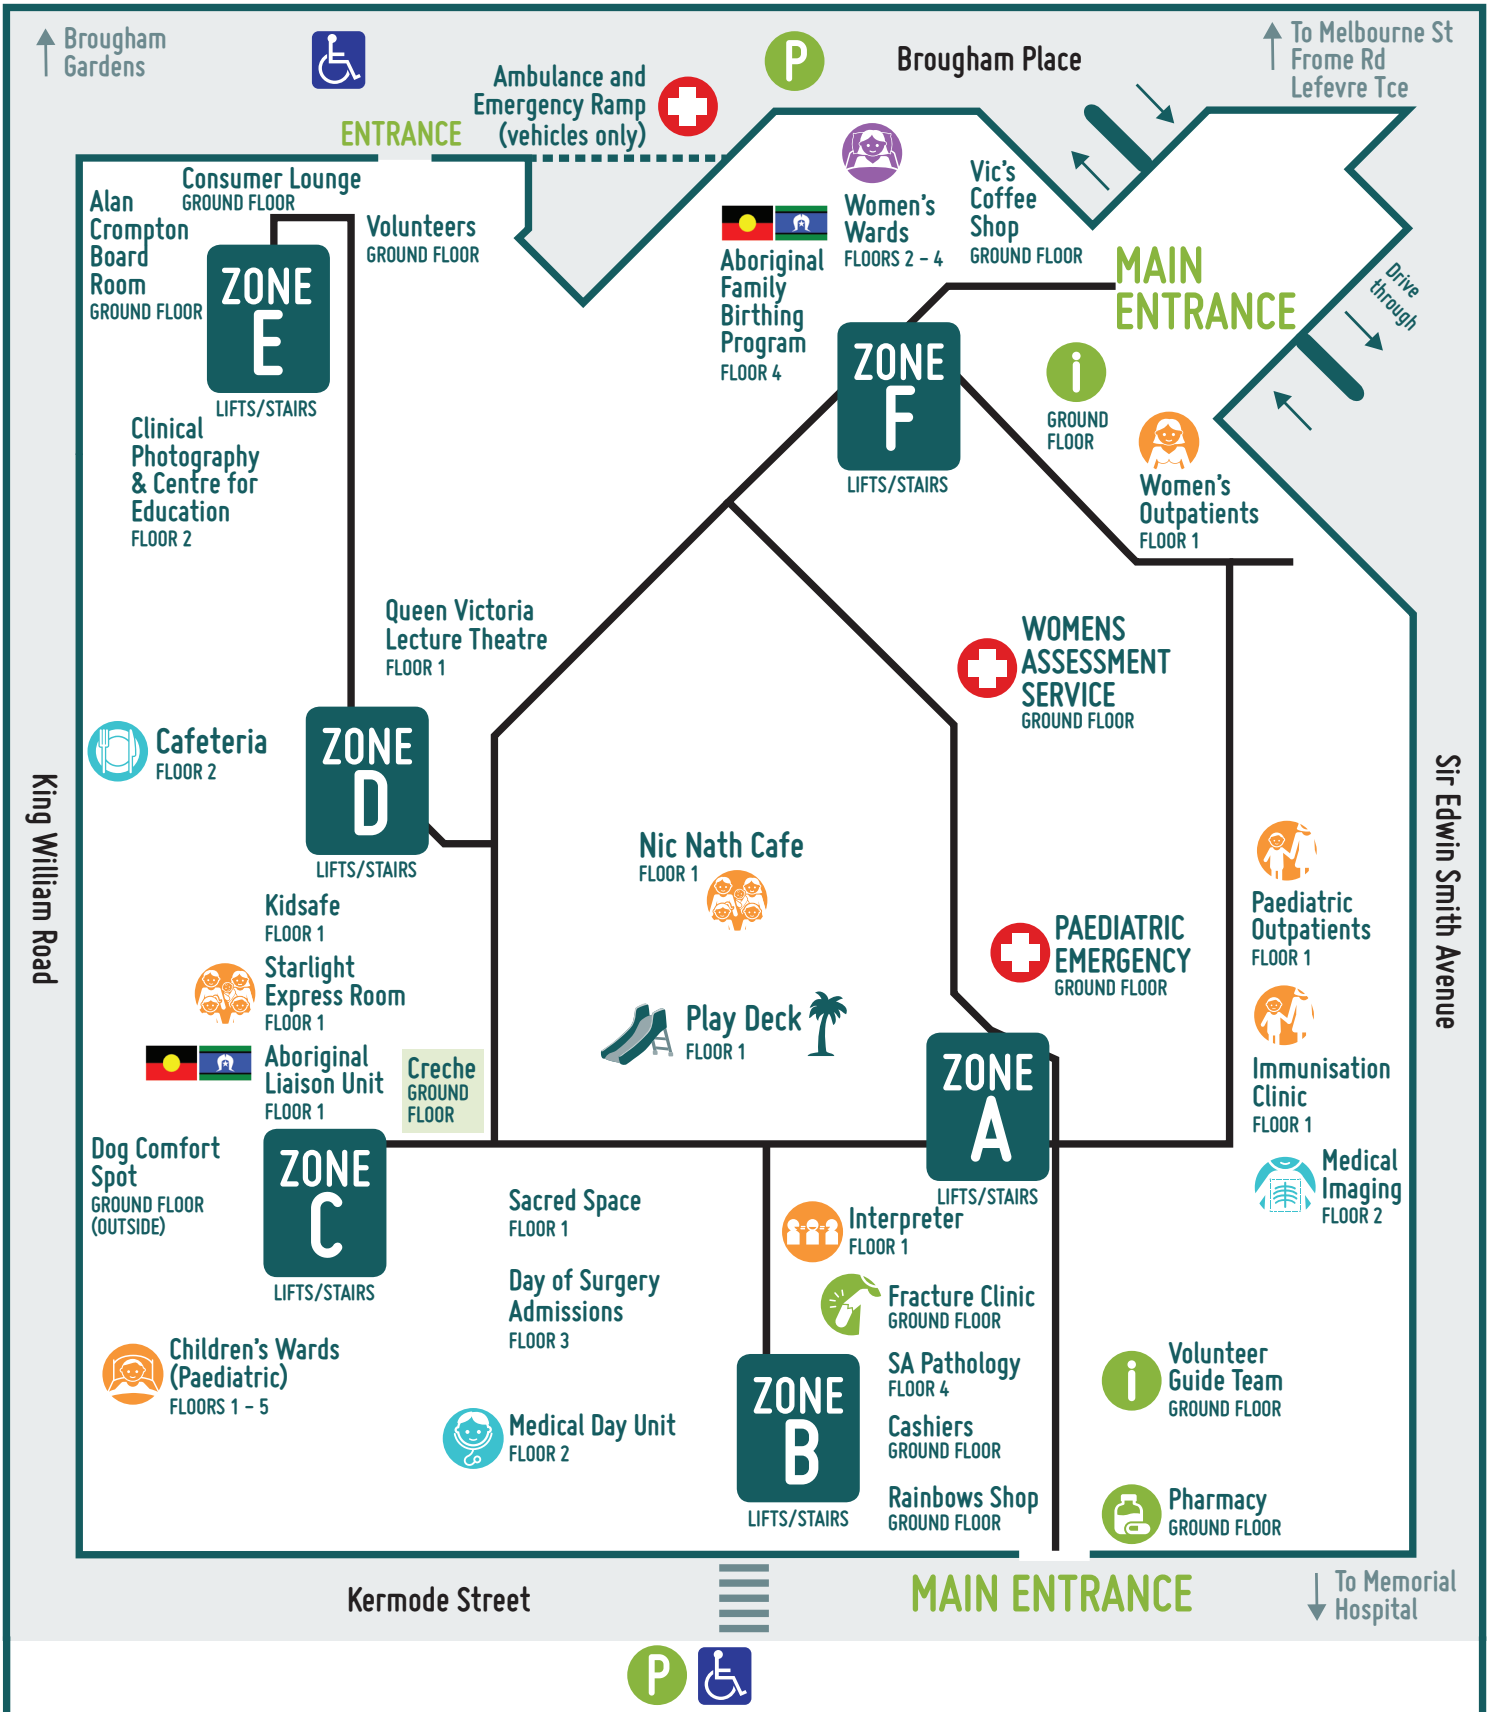 Brougham
Gardens
Ambulance and
Emergency Ramp
(vehicles only)
P
Brougham Place
To Melbourne St
Frome Rd
Lefevre Tce
ENTRANCE
Consumer Lounge
GROUND FLOOR
Alan
Crompton
Board
Room
GROUND FLOOR
Volunteers
GROUND FLOOR
ZONE
E
LIFTS/STAIRS
Clinical
Photography
& Centre for
Education
FLOOR 2
Aboriginal
Family
Birthing
Program
FLOOR 4
Women's
Wards
FLOORS 2 – 4
Vic's
Coffee
Shop
GROUND FLOOR
MAIN
ENTRANCE
Drive
through
ZONE
F
LIFTS/STAIRS
i
GROUND
FLOOR
Women's
Outpatients
FLOOR 1
Queen Victoria
Lecture Theatre
FLOOR 1
WOMENS
ASSESSMENT
SERVICE
GROUND FLOOR
Cafeteria
FLOOR 2
ZONE
D
LIFTS/STAIRS
King William Road
Sir Edwin Smith Avenue
Nic Nath Cafe
FLOOR 1
Kidsafe
FLOOR 1
Starlight
Express Room
FLOOR 1
Aboriginal
Liaison Unit
FLOOR 1
Creche
GROUND
FLOOR
Play Deck
FLOOR 1
PAEDIATRIC
EMERGENCY
GROUND FLOOR
Paediatric
Outpatients
FLOOR 1
Immunisation
Clinic
FLOOR 1
Medical
Imaging
FLOOR 2
ZONE
A
LIFTS/STAIRS
Dog Comfort
Spot
GROUND FLOOR
(OUTSIDE)
ZONE
C
LIFTS/STAIRS
Sacred Space
FLOOR 1
Day of Surgery
Admissions
FLOOR 3
Interpreter
FLOOR 1
Fracture Clinic
GROUND FLOOR
Children's Wards
(Paediatric)
FLOORS 1 – 5
Medical Day Unit
FLOOR 2
ZONE
B
LIFTS/STAIRS
SA Pathology
FLOOR 4
Cashiers
GROUND FLOOR
Rainbows Shop
GROUND FLOOR
i
Volunteer
Guide Team
GROUND FLOOR
Pharmacy
GROUND FLOOR
Kermode Street
MAIN ENTRANCE
To Memorial
Hospital
P